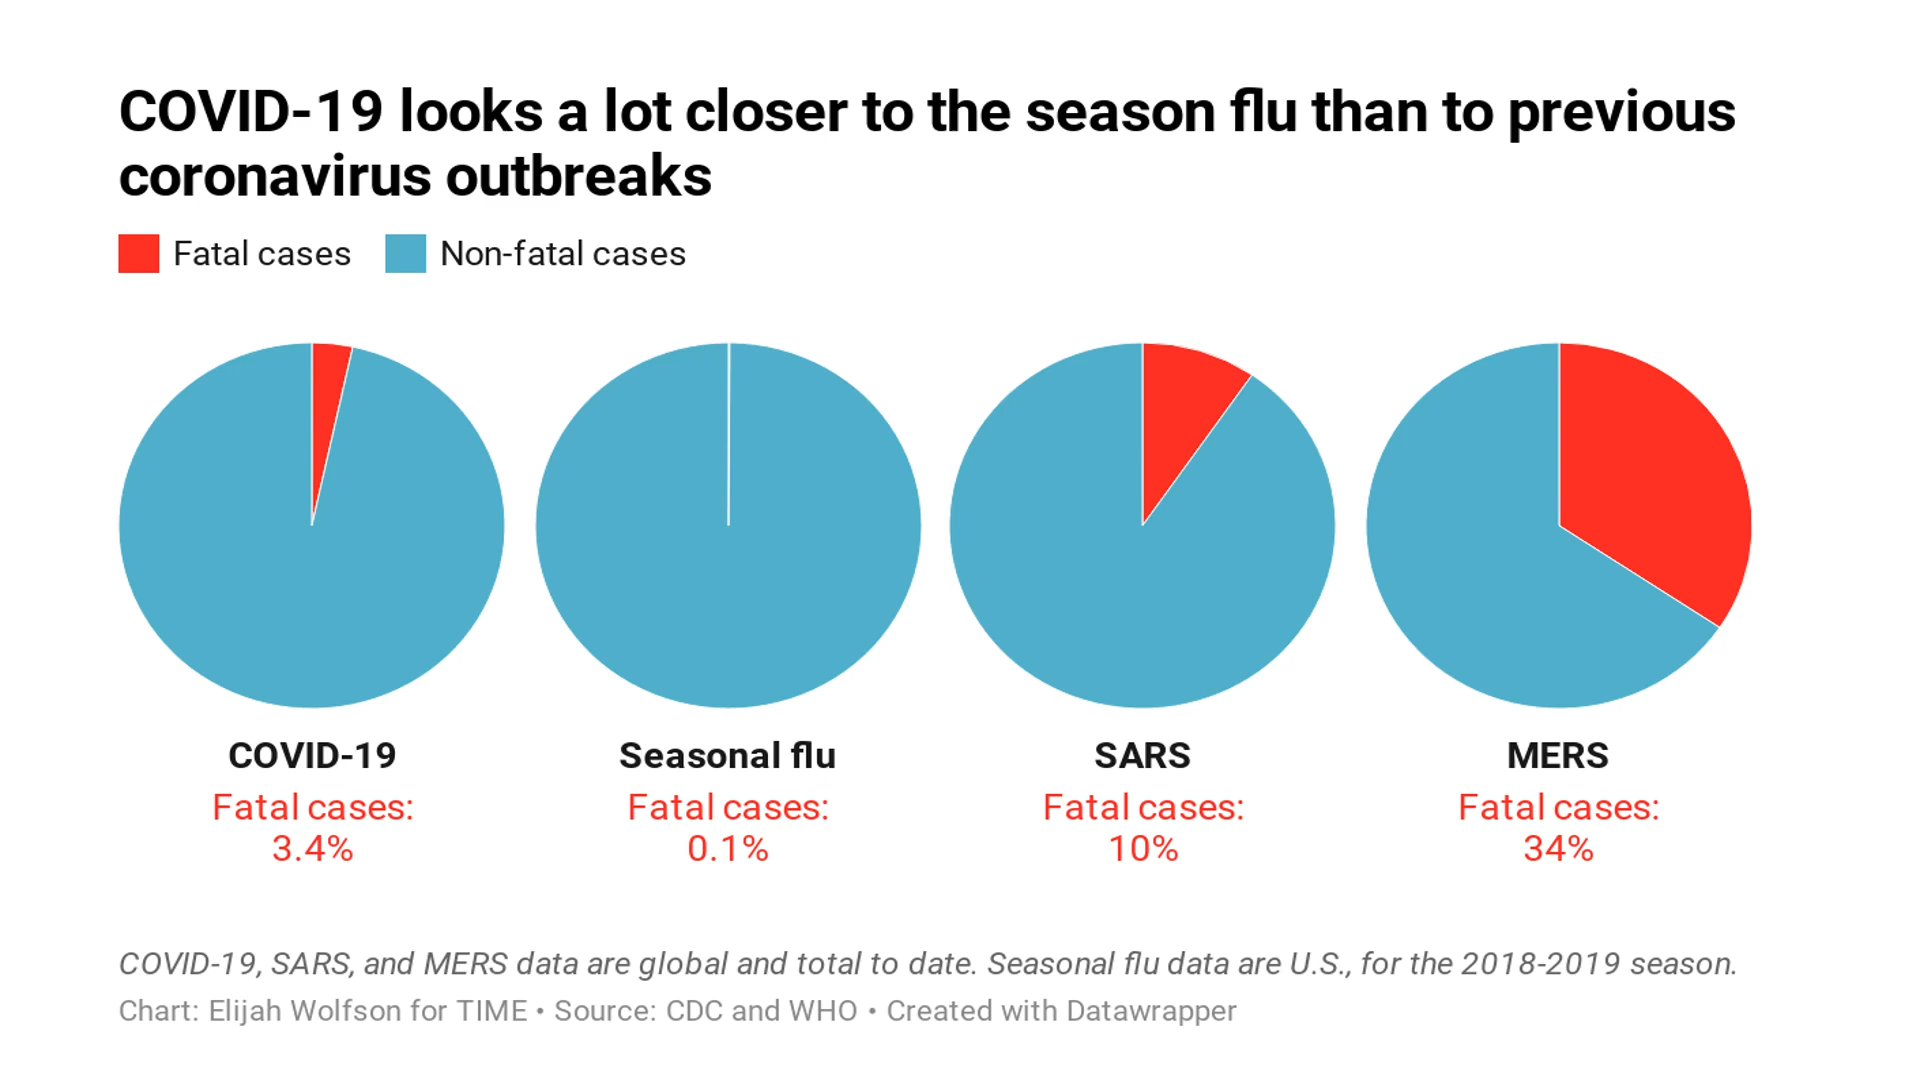 COVID-19 looks a lot closer to the season flu than to previous
coronavirus outbreaks
Fatal cases Non-fatal cases
COVID-19 Seasonal flu SARS MERS
Fatal cases: Fatal cases: Fatal cases: Fatal cases:
3.4% 0.1% 10% 34%
COVID-19, SARS, and MERS data are global and total to date. Seasonal flu data are U.S., for the 2018-2019 season.
Chart: Elijah Wolfson for TIME • Source: CDC and WHO • Created with Datawrapper